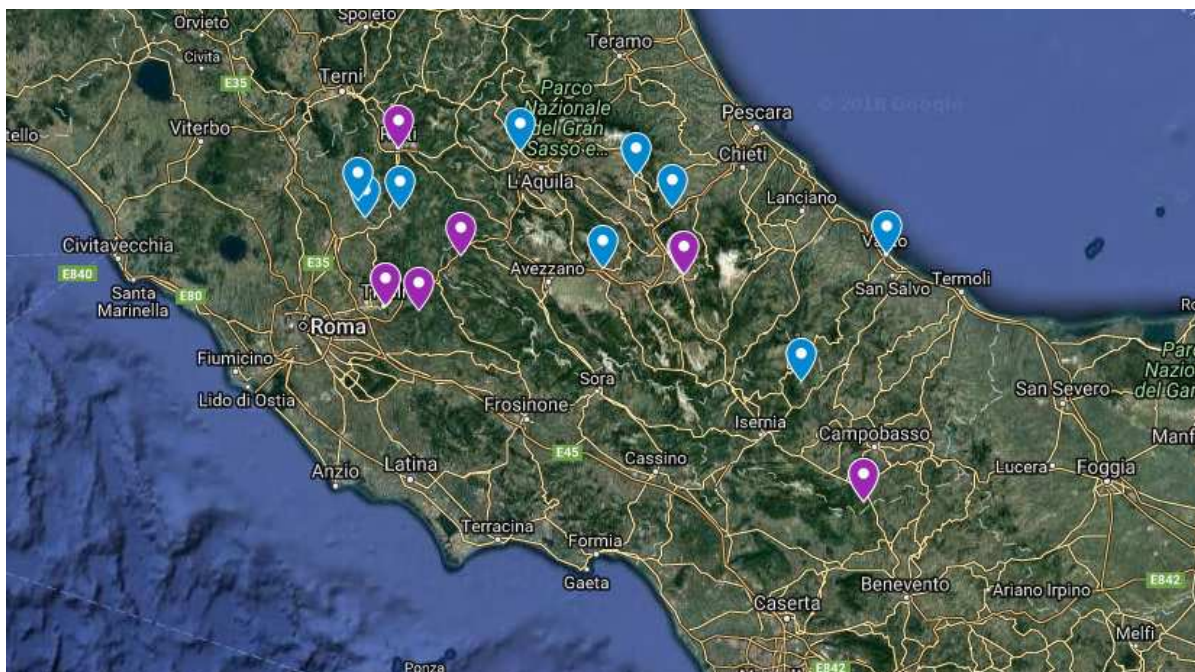 Orvieto
Spoleto
Teramo
Civita
E35
Terni
Parco
Nazionale
del Gran
Sasso e...
© 2018 Google
Pescara
Viterbo
Chieti
L'Aquila
Lanciano
Civitavecchia
E840
E35
Avezzano
San Salvo
Termoli
Santa
Marinella
E80
Roma
Fiumicino
Sora
San Severo
Lido di Ostia
Frosinone
Isernia
Campobasso
E45
Cassino
Lucera
Foggia
Anzio
Latina
Terracina
Formia
Gaeta
Benevento
E842
Ariano Irpino
Caserta
Melfi
Ponza
E842